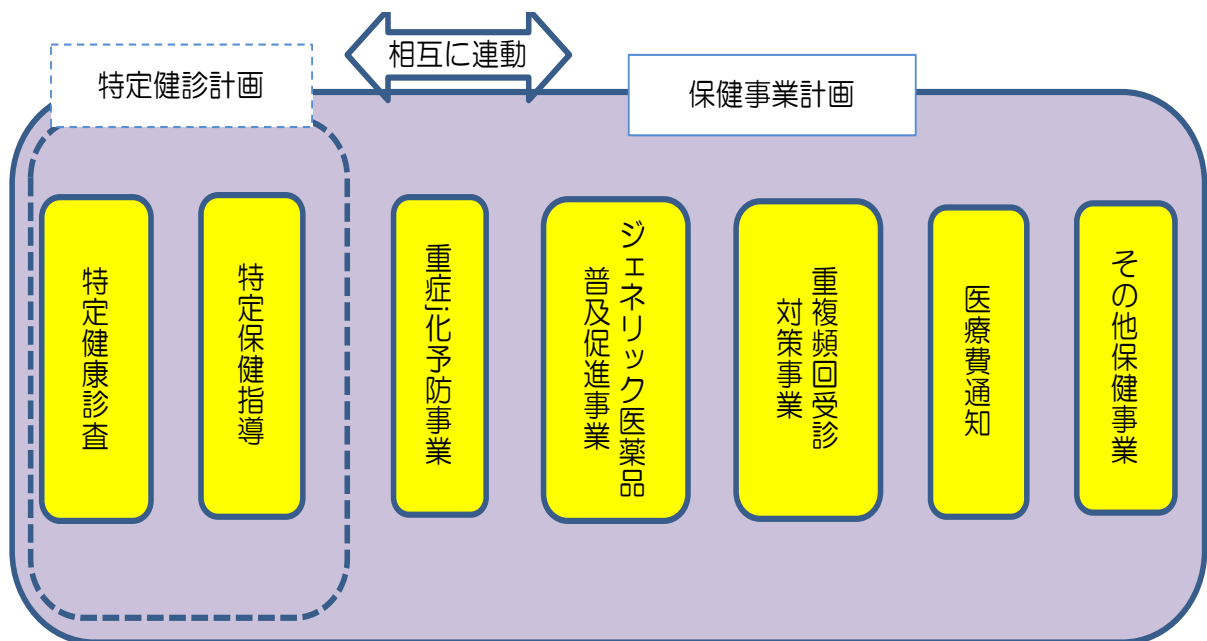 相互に連動
特定健診計画
保健事業計画
特定健康診査
特定保健指導
重症化予防事業
ジェネリック医薬品
普及促進事業
重複頻回受診
対策事業
医療費通知
その他保健事業